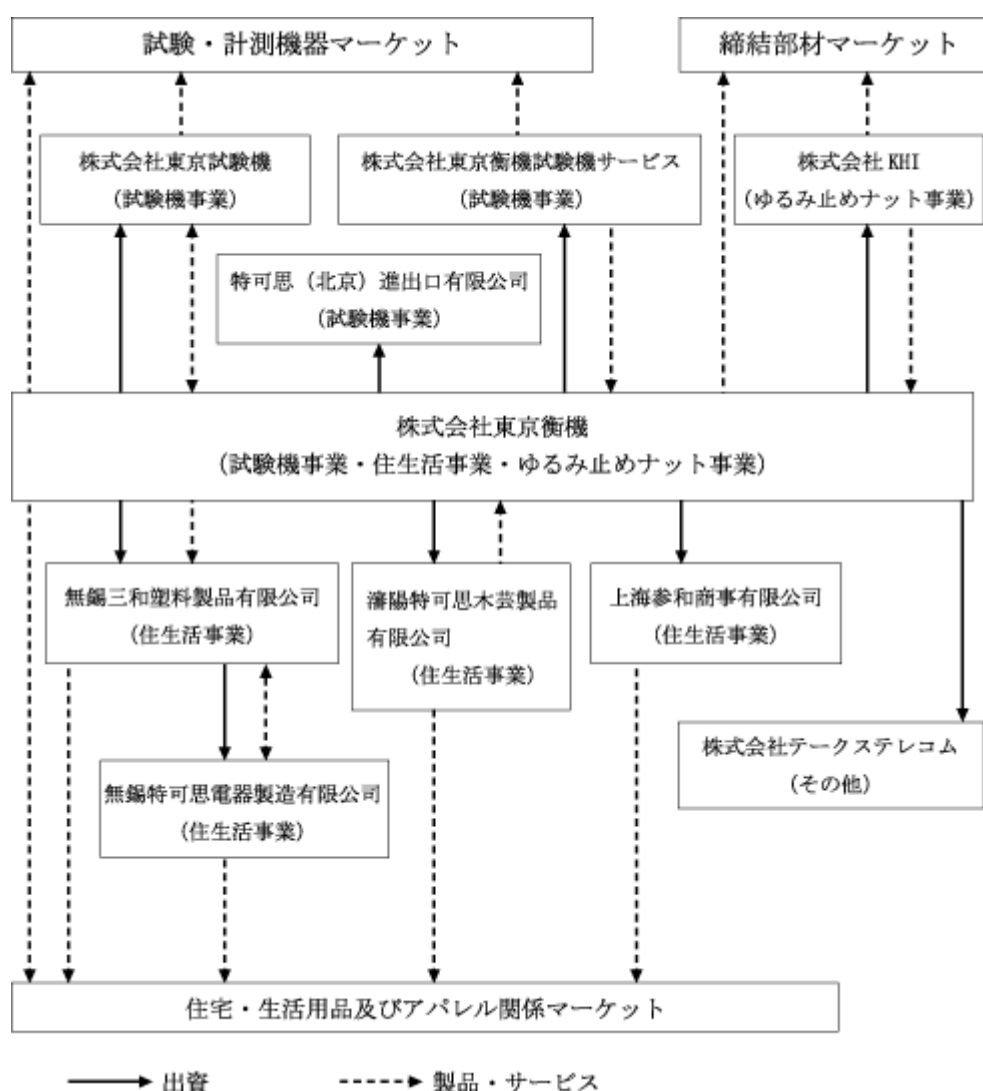 試験・計測機器マーケット
締結部材マーケット
株式会社東京試験機
(試験機事業)
株式会社東京衡機試験機サービス
(試験機事業)
株式会社 KHI
(ゆるみ止めナット事業)
特可思（北京）進出口有限公司
(試験機事業)
株式会社東京衡機
(試験機事業・住生活事業・ゆるみ止めナット事業)
無錫三和塑料製品有限公司
(住生活事業)
瀋陽特可思木芸製品
有限公司
(住生活事業)
上海参和商事有限公司
(住生活事業)
株式会社テークステレコム
(その他)
無錫特可思電器製造有限公司
(住生活事業)
住宅・生活用品及びアパレル関係マーケット
出資
製品・サービス